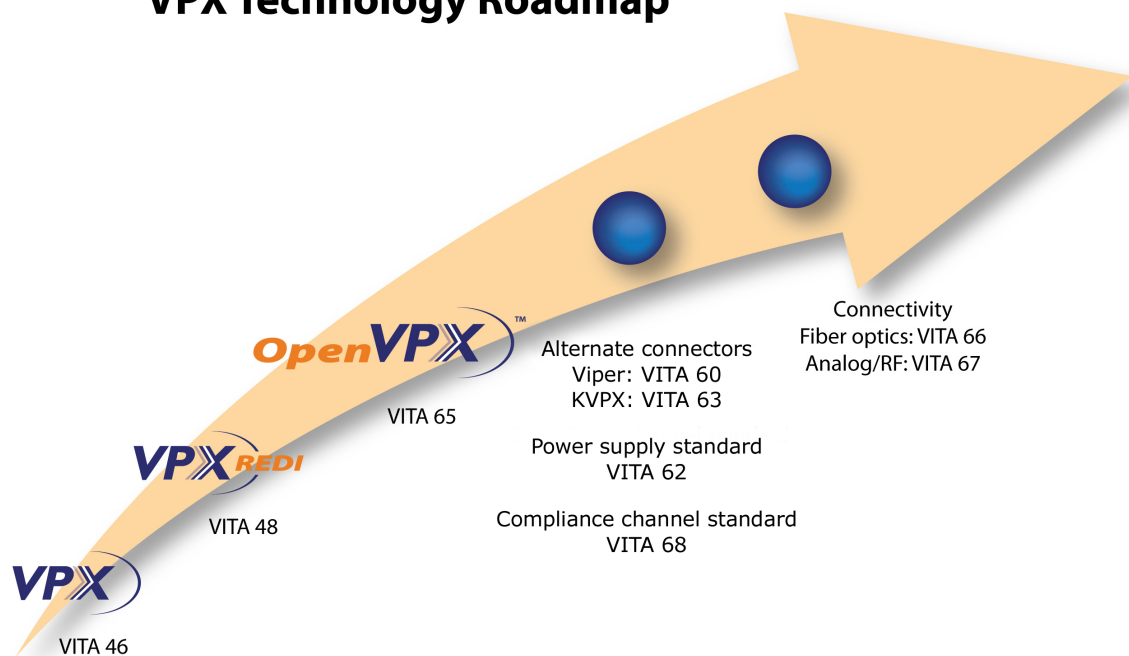 VPX Technology Roadmap
OpenVPX™
VPX REDI
VPX
VITA 46
VITA 48
VITA 65
Alternate connectors
Viper: VITA 60
KVPX: VITA 63
Power supply standard
VITA 62
Compliance channel standard
VITA 68
Connectivity
Fiber optics: VITA 66
Analog/RF: VITA 67